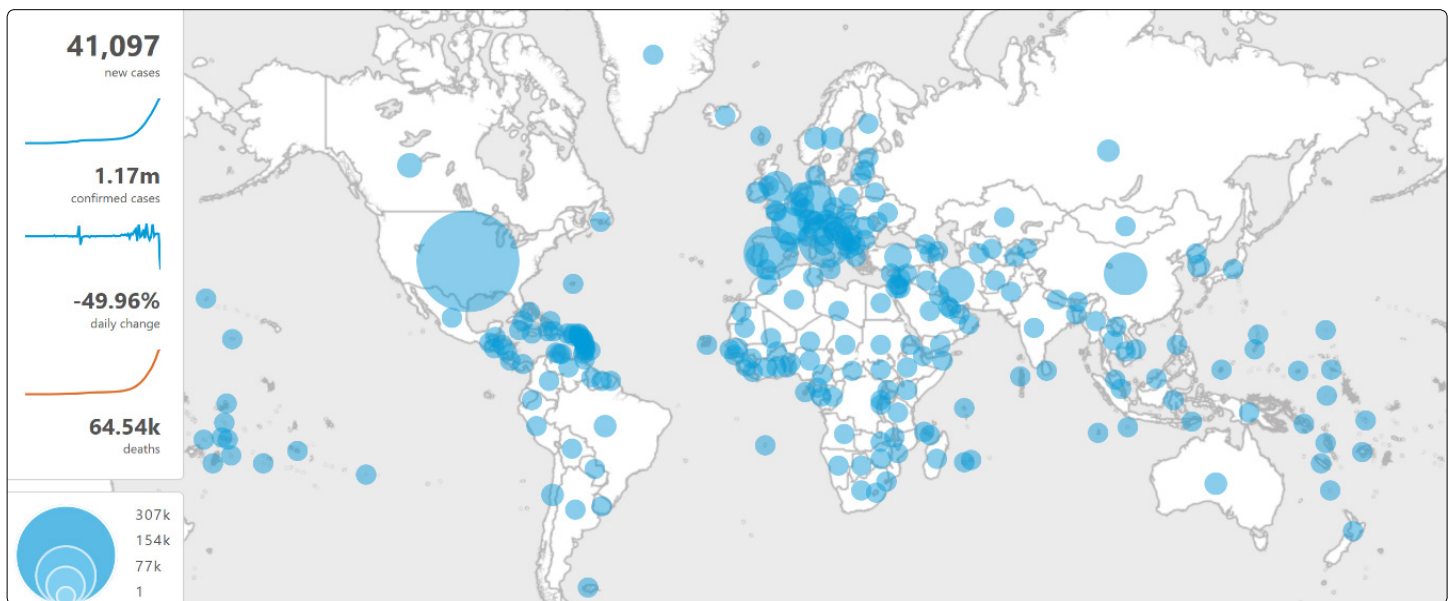 41,097
new cases
1.17m
confirmed cases
-49.96%
daily change
64.54k
deaths
307k
154k
77k
1